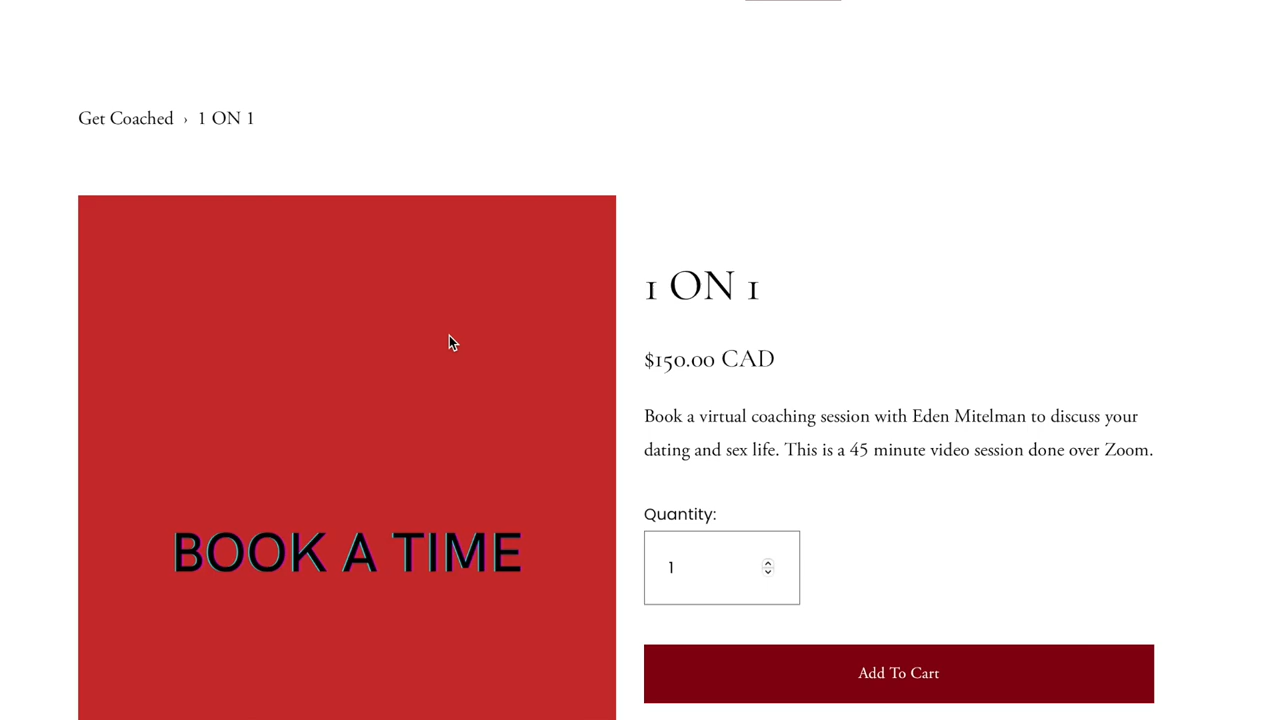 Get Coached › 1 ON 1
1 ON 1
$150.00 CAD
Book a virtual coaching session with Eden Mitelman to discuss your
dating and sex life. This is a 45 minute video session done over Zoom.
Quantity:
1
BOOK A TIME
Add To Cart